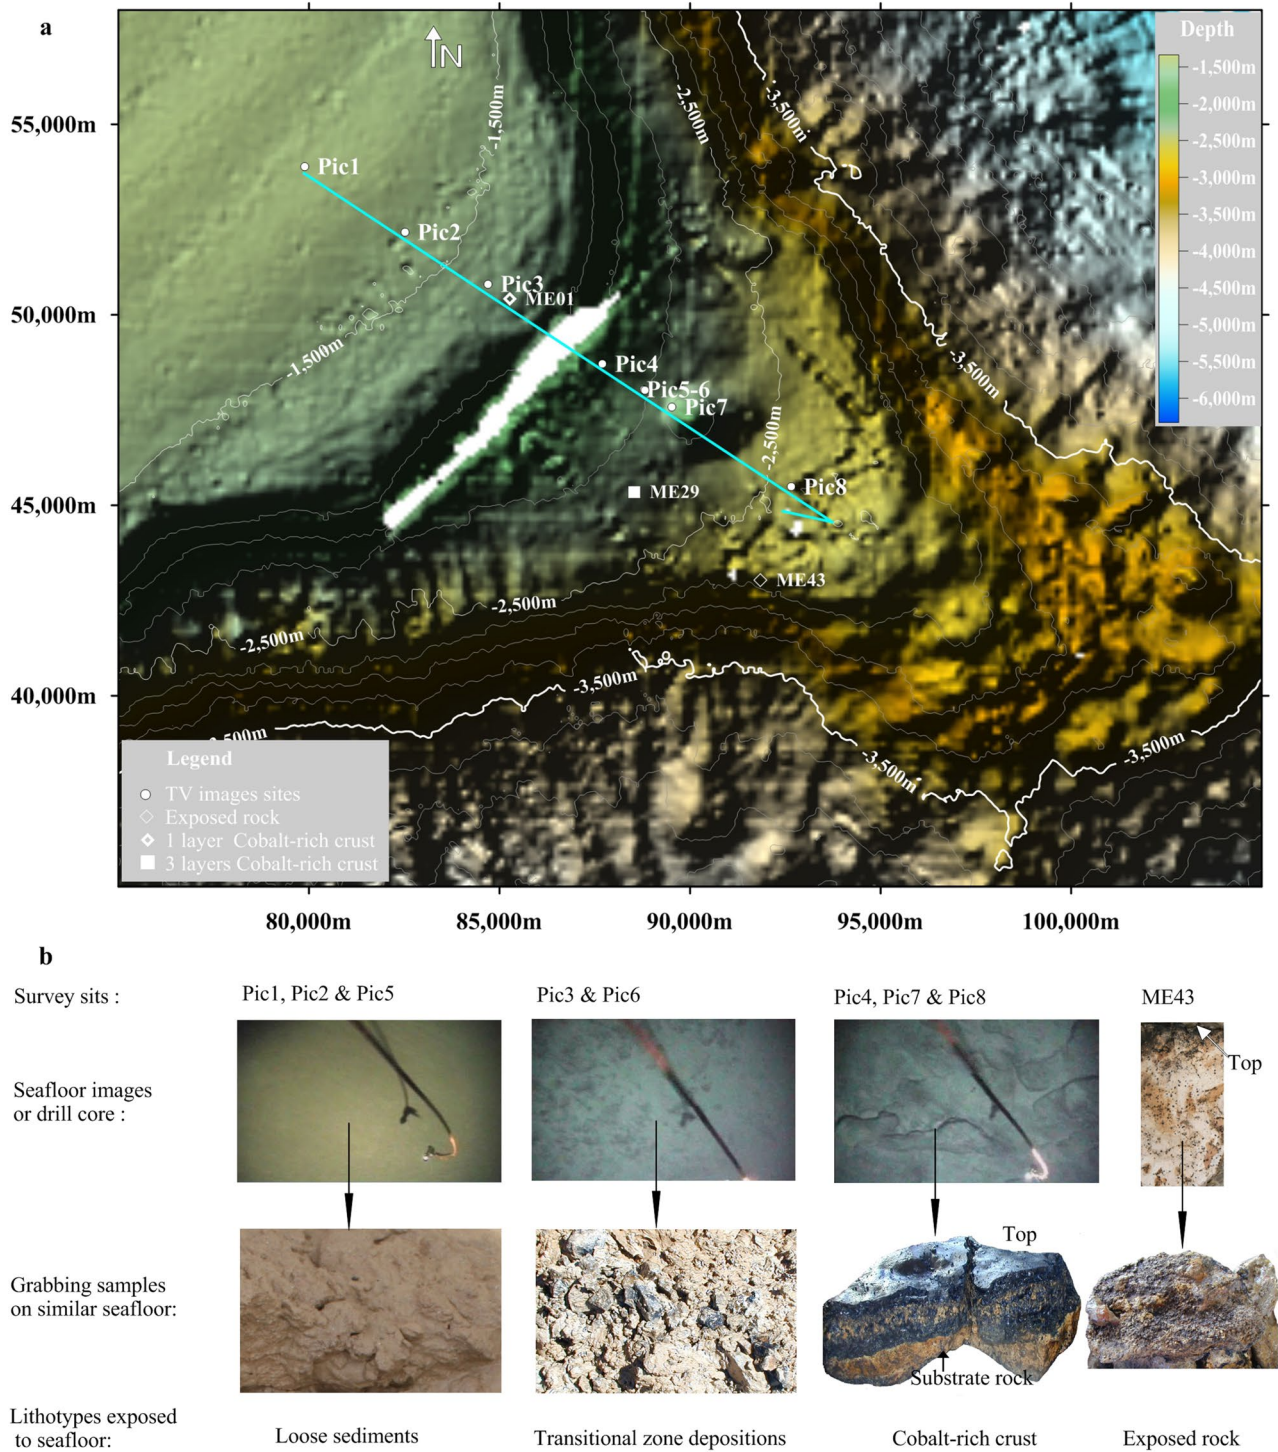 a
N
Depth
-1,500m
-2,000m
-2,500m
-3,000m
-3,500m
-4,000m
-4,500m
-5,000m
-5,500m
-6,000m
55,000m
50,000m
45,000m
40,000m
-1,500m
-2,500m
-3,500m
Pic1
Pic2
Pic3
ME01
-1,500m
-3,500m
Pic4
Pic5-6
Pic7
-2,500m
ME29
Pic8
ME43
-2,500m
-2,500m
-3,500m
,500m
-3,500m
-3,500m
Legend
TV images sites
Exposed rock
1 layer Cobalt-rich crust
3 layers Cobalt-rich crust
80,000m
85,000m
90,000m
95,000m
100,000m
b
Survey sits :
Pic1, Pic2 & Pic5
Pic3 & Pic6
Pic4, Pic7 & Pic8
ME43
Seafloor images
or drill core :
Top
Grabbing samples
on similar seafloor:
Top
Substrate rock
Lithotypes exposed
to seafloor:
Loose sediments
Transitional zone depositions
Cobalt-rich crust
Exposed rock